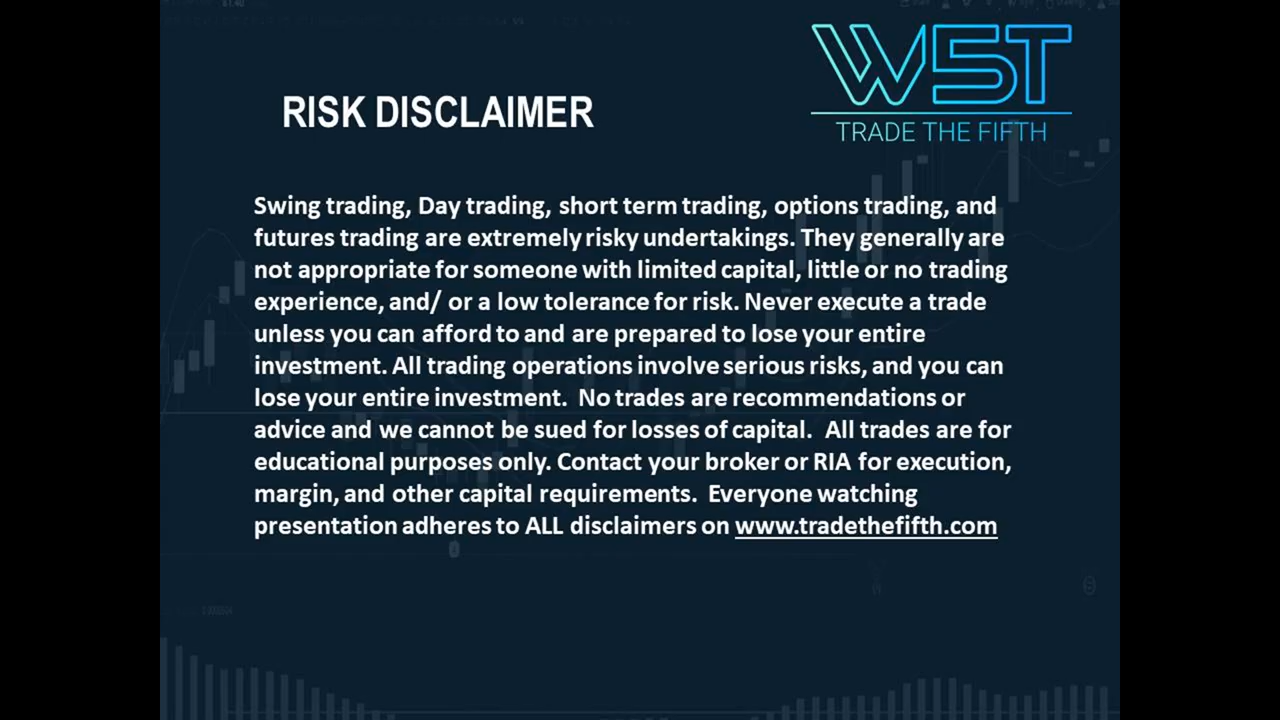 W5T
TRADE THE FIFTH
RISK DISCLAIMER
Swing trading, Day trading, short term trading, options trading, and
futures trading are extremely risky undertakings. They generally are
not appropriate for someone with limited capital, little or no trading
experience, and/ or a low tolerance for risk. Never execute a trade
unless you can afford to and are prepared to lose your entire
investment. All trading operations involve serious risks, and you can
lose your entire investment.  No trades are recommendations or
advice and we cannot be sued for losses of capital.  All trades are for
educational purposes only. Contact your broker or RIA for execution,
margin, and other capital requirements.  Everyone watching
presentation adheres to ALL disclaimers on www.tradethefifth.com